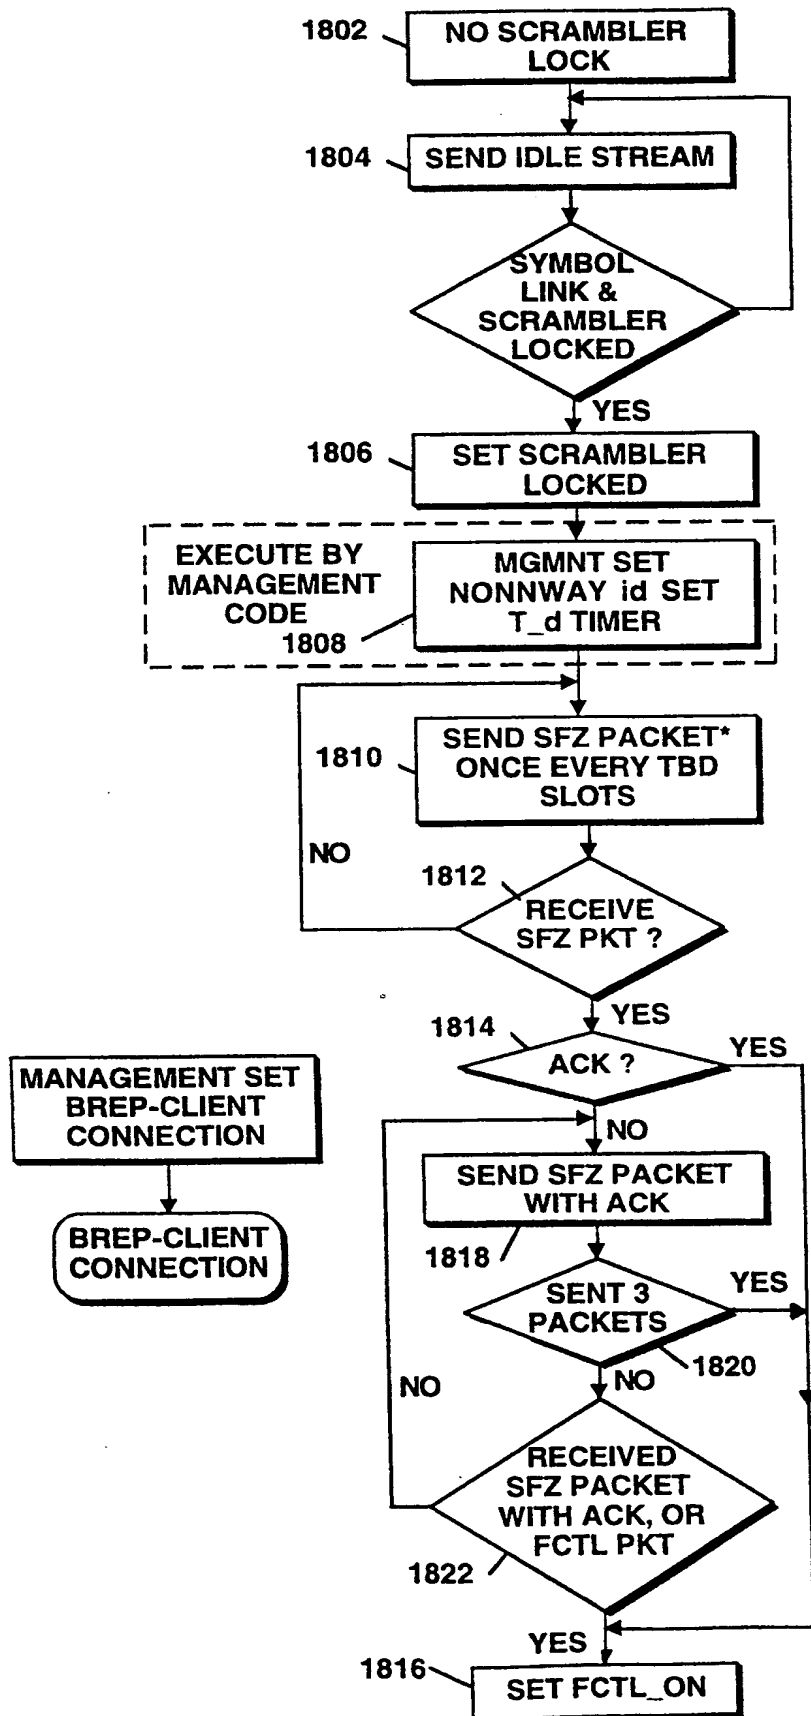 1802
NO SCRAMBLER
LOCK
1804
SEND IDLE STREAM
SYMBOL
LINK &
SCRAMBLER
LOCKED
YES
1806
SET SCRAMBLER
LOCKED
EXECUTE BY
MANAGEMENT
CODE
1808
MGMNT SET
NONNWAY id SET
T_d TIMER
1810
SEND SFZ PACKET*
ONCE EVERY TBD
SLOTS
NO
1812
RECEIVE
SFZ PKT ?
YES
1814
ACK ?
YES
NO
MANAGEMENT SET
BREP-CLIENT
CONNECTION
BREP-CLIENT
CONNECTION
SEND SFZ PACKET
WITH ACK
1818
SENT 3
PACKETS
YES
1820
NO
NO
RECEIVED
SFZ PACKET
WITH ACK, OR
FCTL PKT
1822
YES
1816
SET FCTL_ON